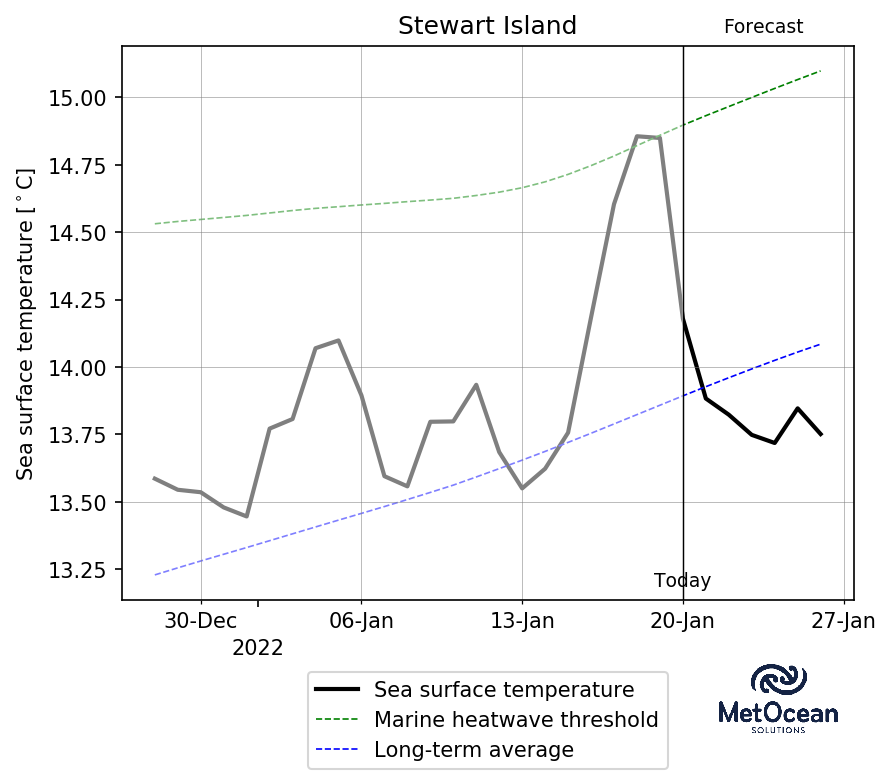 Stewart Island
Forecast
15.00
14.75
14.50
14.25
14.00
13.75
13.50
13.25
Sea surface temperature [°C]
Today
30-Dec 06-Jan 13-Jan 20-Jan 27-Jan
2022
Sea surface temperature
Marine heatwave threshold
Long-term average
MetOcean
SOLUTIONS